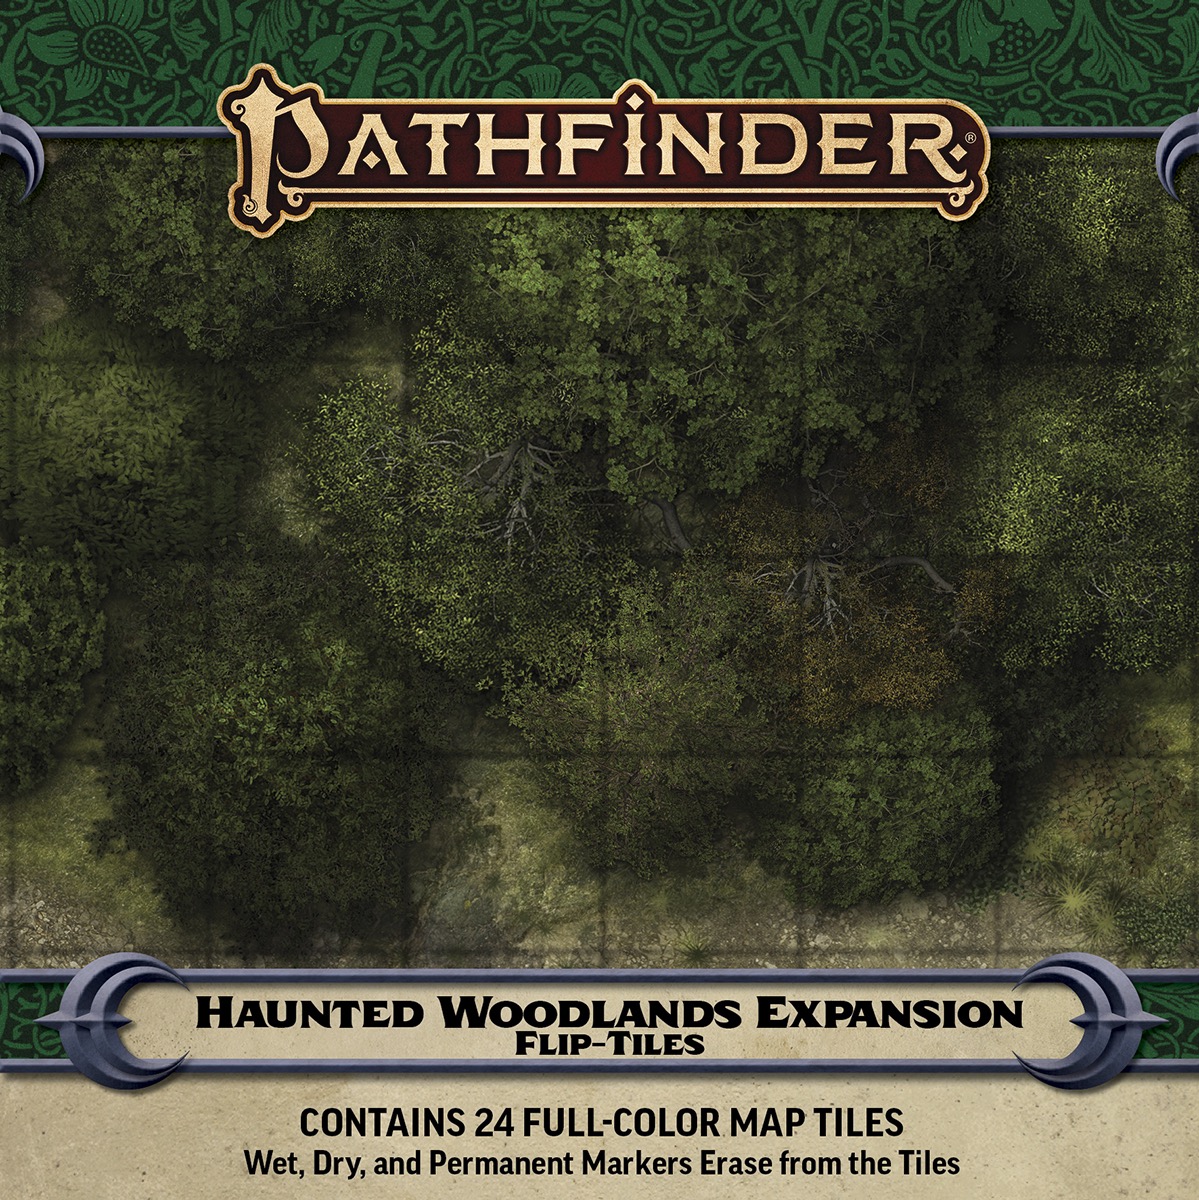 PATHFINDER®
HAUNTED WOODLANDS EXPANSION
FLIP-TILES
CONTAINS 24 FULL-COLOR MAP TILES
Wet, Dry, and Permanent Markers Erase from the Tiles